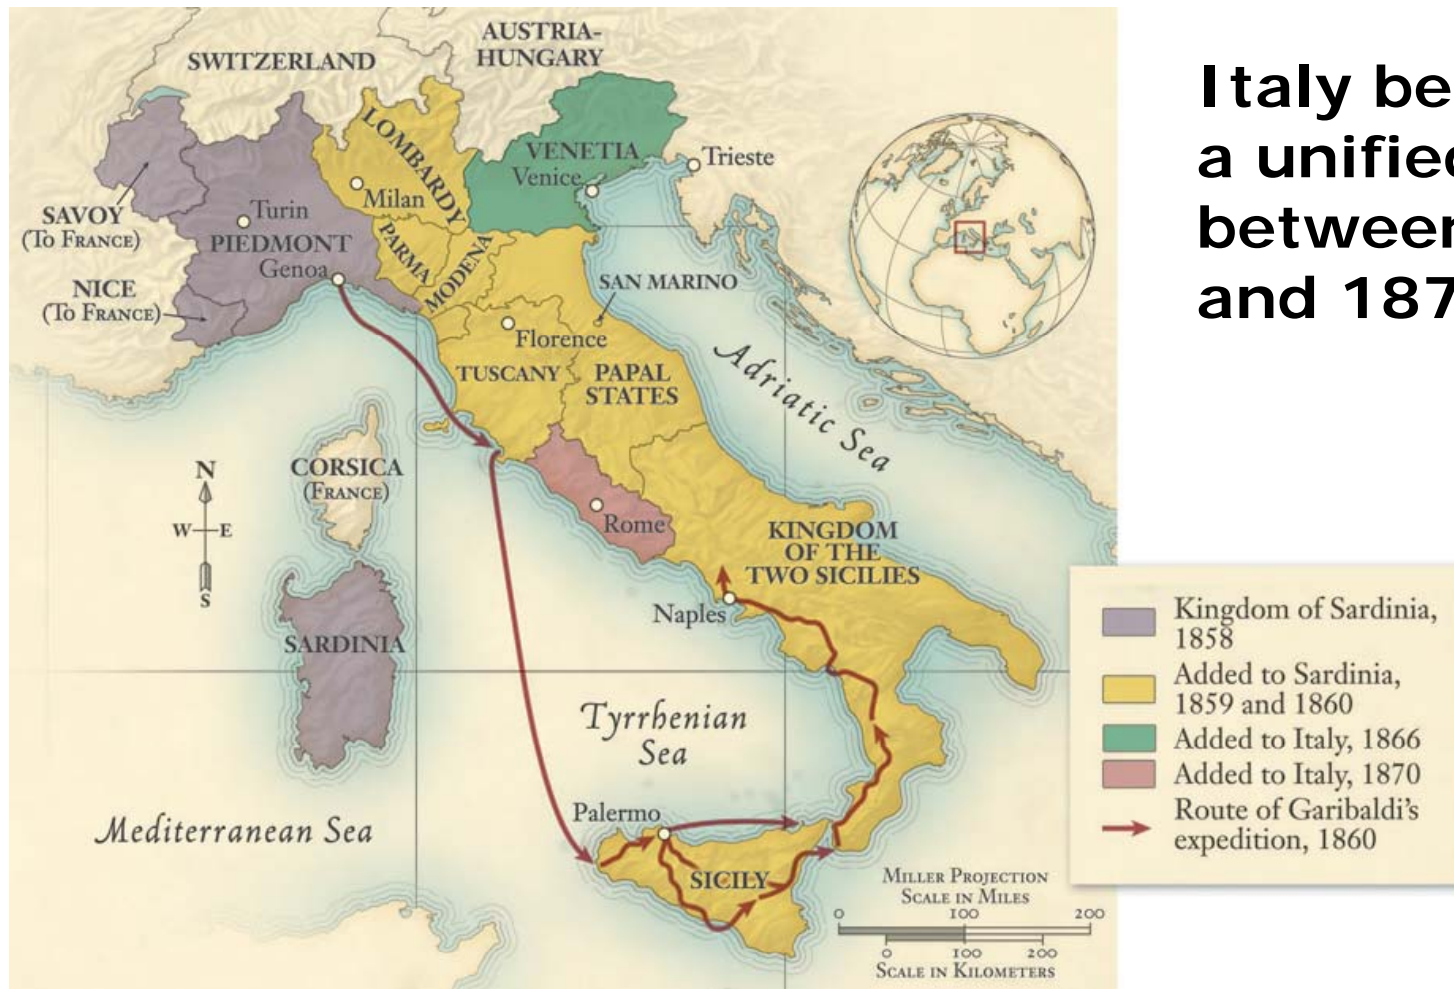 AUSTRIA-
HUNGARY
SWITZERLAND
LOMBARDY
VENETIA
Venice
Trieste
Milan
SAVOY
(To France)
Turin
PIEDMONT
Genoa
PARMA
MODENA
NICE
(To France)
SAN MARINO
Florence
TUSCANY
PAPAL
STATES
Adriatic Sea
N
W E
S
CORSICA
(France)
Rome
KINGDOM
OF THE
TWO SICILIES
Naples
SARDINIA
Tyrrhenian
Sea
Palermo
Mediterranean Sea
SICILY
Miller Projection
Scale in Miles
0 100 200
0 100 200
Scale in Kilometers
Italy be
a unified
between
and 187
Kingdom of Sardinia,
1858
Added to Sardinia,
1859 and 1860
Added to Italy, 1866
Added to Italy, 1870
Route of Garibaldi's
expedition, 1860